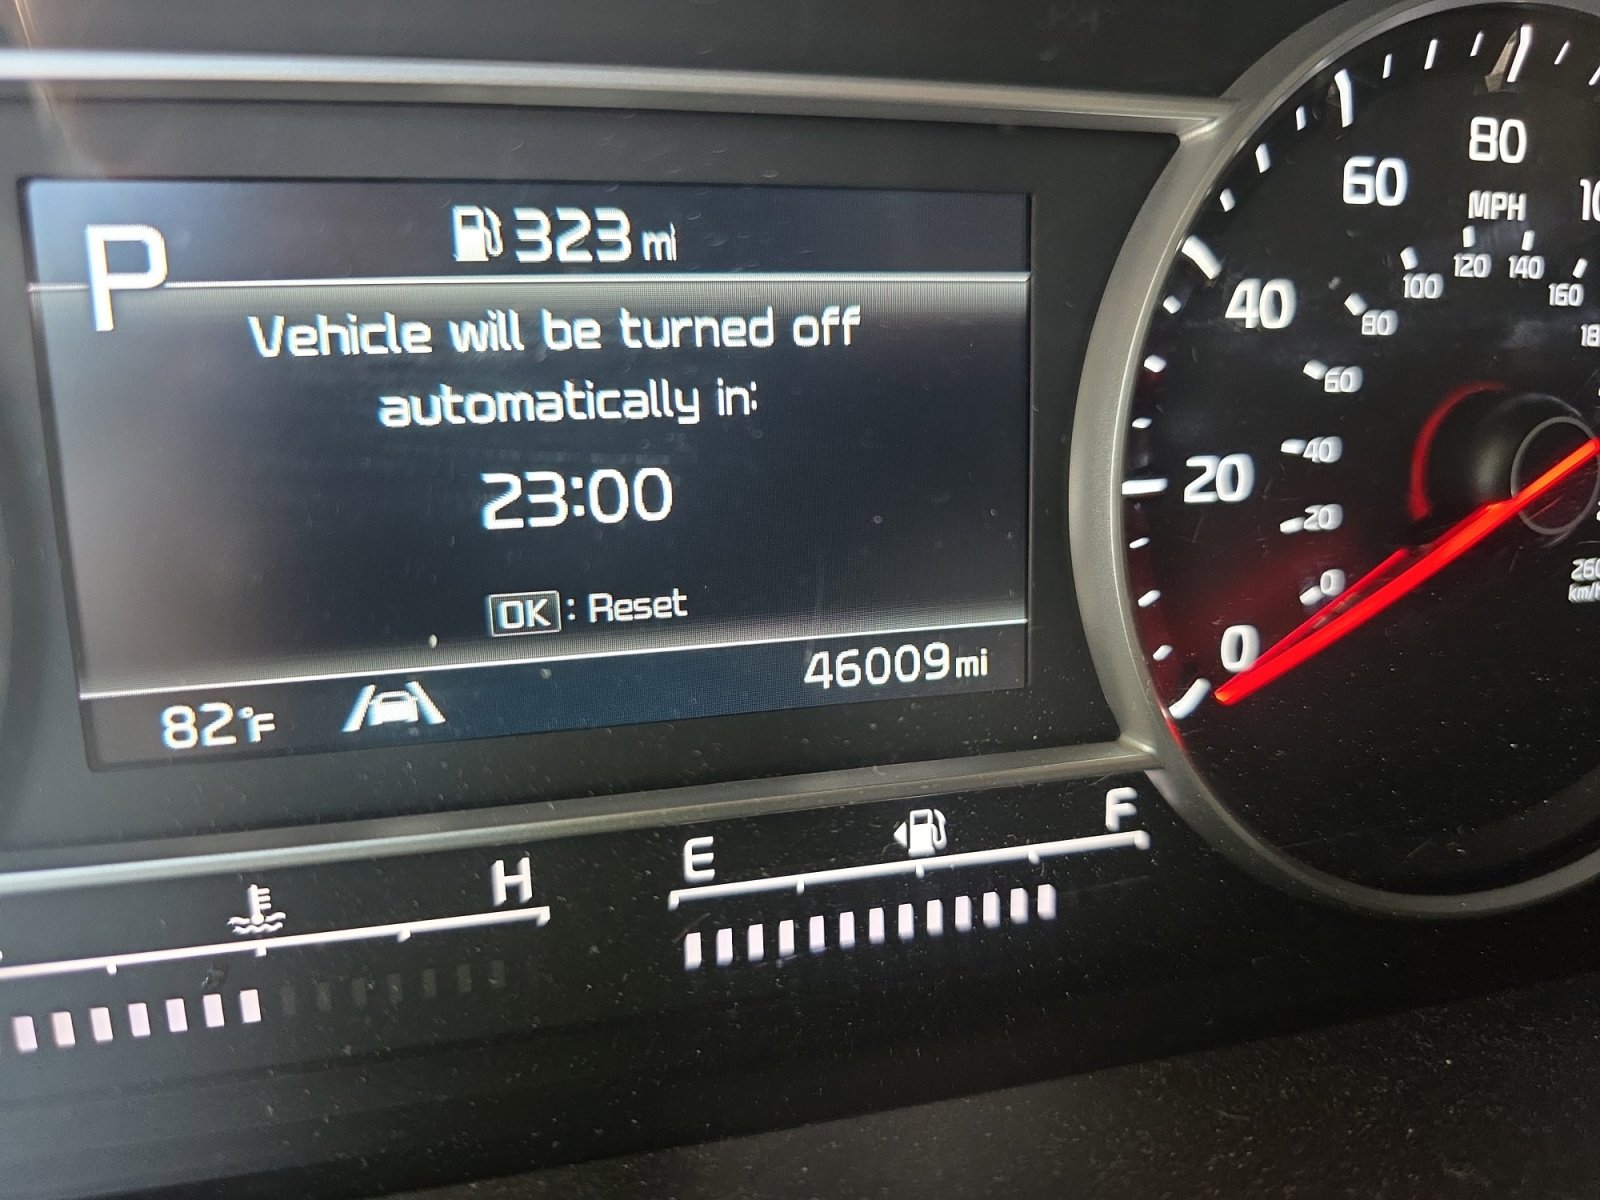 P
323 mi
Vehicle will be turned off
automatically in:
23:00
OK : Reset
46009 mi
82°F
H
E
F
0
20
40
60
80
MPH
0
20
40
60
80
100
120
140
160
km/h